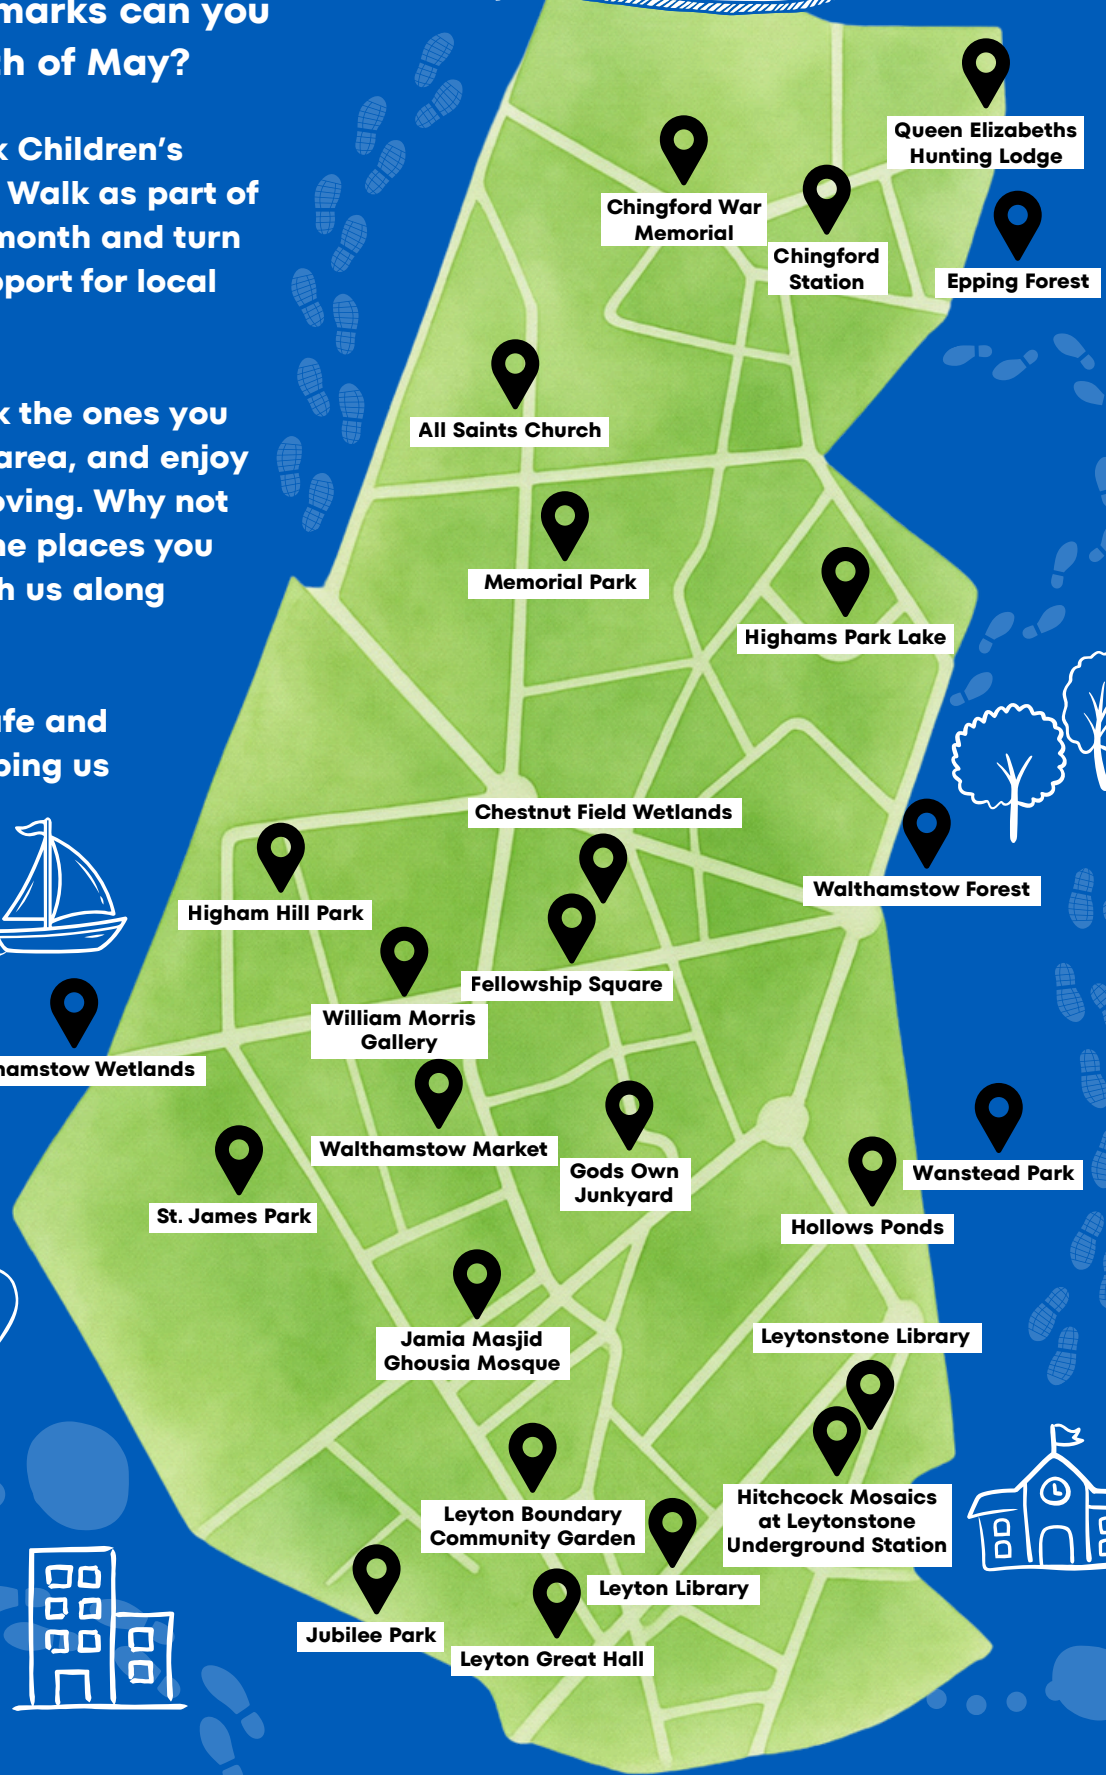 marks can you
h of May?
k Children's
Walk as part of
month and turn
port for local
k the ones you
area, and enjoy
oving. Why not
he places you
h us along
afe and
ping us
Queen Elizabeths
Hunting Lodge
Chingford War
Memorial
Chingford
Station
Epping Forest
All Saints Church
Memorial Park
Highams Park Lake
Chestnut Field Wetlands
Walthamstow Forest
Higham Hill Park
Fellowship Square
William Morris
Gallery
hamstow Wetlands
Walthamstow Market
Gods Own
Junkyard
Wanstead Park
St. James Park
Hollows Ponds
Jamia Masjid
Ghousia Mosque
Leytonstone Library
Hitchcock Mosaics
at Leytonstone
Underground Station
Leyton Boundary
Community Garden
Leyton Library
Jubilee Park
Leyton Great Hall